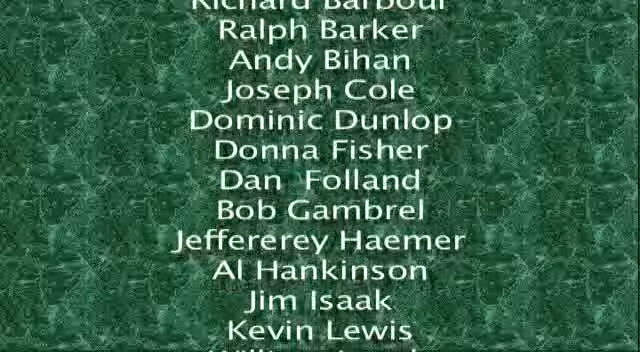 Richard Barbour
Ralph Barker
Andy Bihan
Joseph Cole
Dominic Dunlop
Donna Fisher
Dan Folland
Bob Gambrel
Jeffererey Haemer
Al Hankinson
Jim Isaak
Kevin Lewis